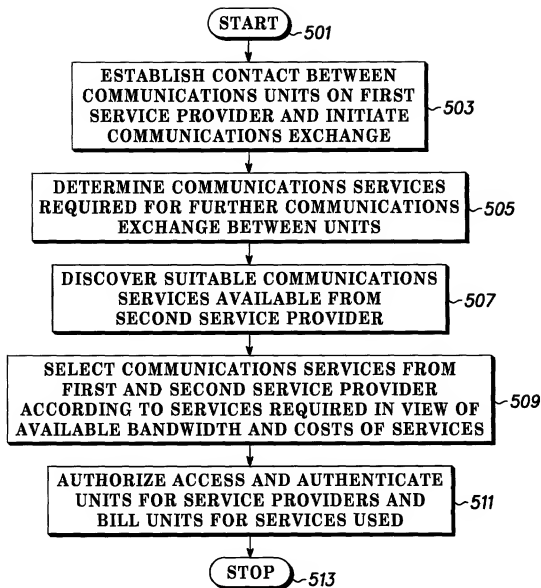 START
501
ESTABLISH CONTACT BETWEEN
COMMUNICATIONS UNITS ON FIRST
SERVICE PROVIDER AND INITIATE
COMMUNICATIONS EXCHANGE
503
DETERMINE COMMUNICATIONS SERVICES
REQUIRED FOR FURTHER COMMUNICATIONS
EXCHANGE BETWEEN UNITS
505
DISCOVER SUITABLE COMMUNICATIONS
SERVICES AVAILABLE FROM
SECOND SERVICE PROVIDER
507
SELECT COMMUNICATIONS SERVICES FROM
FIRST AND SECOND SERVICE PROVIDER
ACCORDING TO SERVICES REQUIRED IN VIEW OF
AVAILABLE BANDWIDTH AND COSTS OF SERVICES
509
AUTHORIZE ACCESS AND AUTHENTICATE
UNITS FOR SERVICE PROVIDERS AND
BILL UNITS FOR SERVICES USED
511
STOP
513